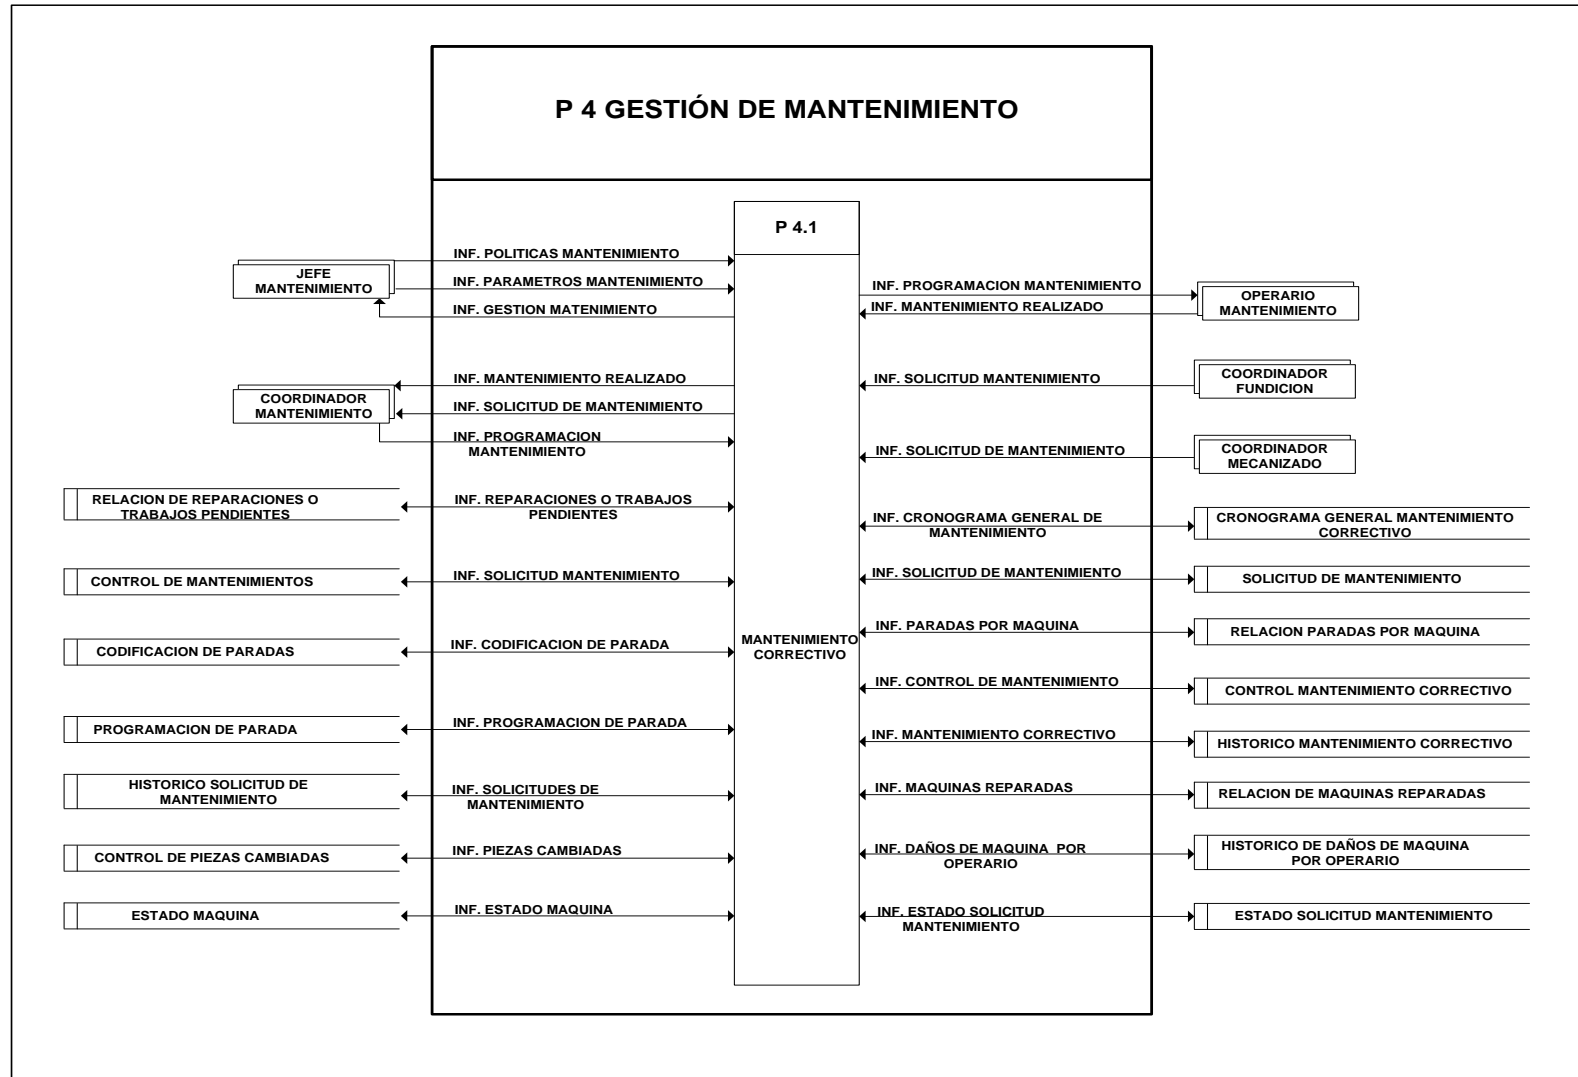 P 4 GESTIÓN DE MANTENIMIENTO
P 4.1
MANTENIMIENTO
CORRECTIVO
JEFE
MANTENIMIENTO
INF. POLITICAS MANTENIMIENTO
INF. PARAMETROS MANTENIMIENTO
INF. GESTION MATENIMIENTO
COORDINADOR
MANTENIMIENTO
INF. MANTENIMIENTO REALIZADO
INF. SOLICITUD DE MANTENIMIENTO
INF. PROGRAMACION
MANTENIMIENTO
RELACION DE REPARACIONES O
TRABAJOS PENDIENTES
INF. REPARACIONES O TRABAJOS
PENDIENTES
CONTROL DE MANTENIMIENTOS
INF. SOLICITUD MANTENIMIENTO
CODIFICACION DE PARADAS
INF. CODIFICACION DE PARADA
PROGRAMACION DE PARADA
INF. PROGRAMACION DE PARADA
HISTORICO SOLICITUD DE
MANTENIMIENTO
INF. SOLICITUDES DE
MANTENIMIENTO
CONTROL DE PIEZAS CAMBIADAS
INF. PIEZAS CAMBIADAS
ESTADO MAQUINA
INF. ESTADO MAQUINA
INF. PROGRAMACION MANTENIMIENTO
INF. MANTENIMIENTO REALIZADO
OPERARIO
MANTENIMIENTO
INF. SOLICITUD MANTENIMIENTO
COORDINADOR
FUNDICION
INF. SOLICITUD DE MANTENIMIENTO
COORDINADOR
MECANIZADO
INF. CRONOGRAMA GENERAL DE
MANTENIMIENTO
CRONOGRAMA GENERAL MANTENIMIENTO
CORRECTIVO
INF. SOLICITUD DE MANTENIMIENTO
SOLICITUD DE MANTENIMIENTO
INF. PARADAS POR MAQUINA
RELACION PARADAS POR MAQUINA
INF. CONTROL DE MANTENIMIENTO
CONTROL MANTENIMIENTO CORRECTIVO
INF. MANTENIMIENTO CORRECTIVO
HISTORICO MANTENIMIENTO CORRECTIVO
INF. MAQUINAS REPARADAS
RELACION DE MAQUINAS REPARADAS
INF. DAÑOS DE MAQUINA POR
OPERARIO
HISTORICO DE DAÑOS DE MAQUINA
POR OPERARIO
INF. ESTADO SOLICITUD
MANTENIMIENTO
ESTADO SOLICITUD MANTENIMIENTO